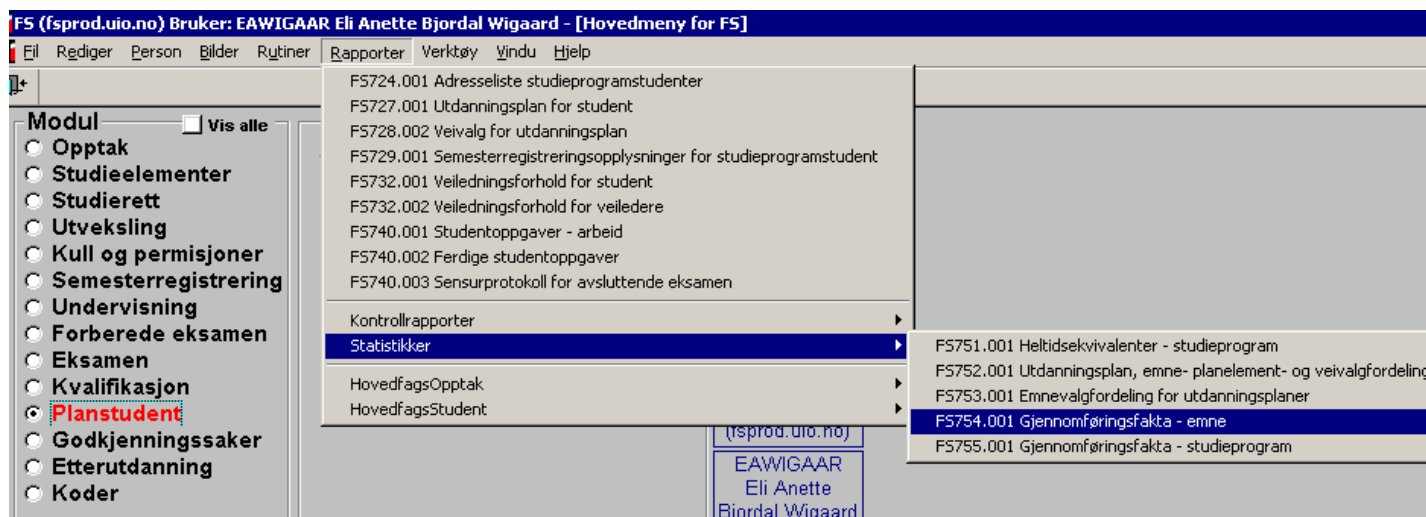 FS (fsprod.uio.no) Bruker: EAWIGAAR Eli Anette Bjordal Wigaard - [Hovedmeny for FS]
Fil Rediger Person Bilder Rutiner Rapporter Verktøy Vindu Hjelp
Modul Vis alle
Opptak
Studieelementer
Studierett
Utveksling
Kull og permisjoner
Semesterregistrering
Undervisning
Forberede eksamen
Eksamen
Kvalifikasjon
Planstudent
Godkjenningssaker
Etterutdanning
Koder
FS724.001 Adresseliste studieprogramstudenter
FS727.001 Utdanningsplan for student
FS728.002 Veivalg for utdanningsplan
FS729.001 Semesterregistreringsopplysninger for studieprogramstudent
FS732.001 Veiledningsforhold for student
FS732.002 Veiledningsforhold for veiledere
FS740.001 Studentoppgaver - arbeid
FS740.002 Ferdige studentoppgaver
FS740.003 Sensurprotokoll for avsluttende eksamen
Kontrollrapporter
Statistikker
HovedfagsOpptak
HovedfagsStudent
FS751.001 Heltidsekvivalenter - studieprogram
FS752.001 Utdanningsplan, emne- planelement- og veivalgfordeling
FS753.001 Emnevalgfordeling for utdanningsplaner
FS754.001 Gjennomføringsfakta - emne
FS755.001 Gjennomføringsfakta - studieprogram
(fsprod.uio.no)
EAWIGAAR
Eli Anette
Bjordal Wigaard